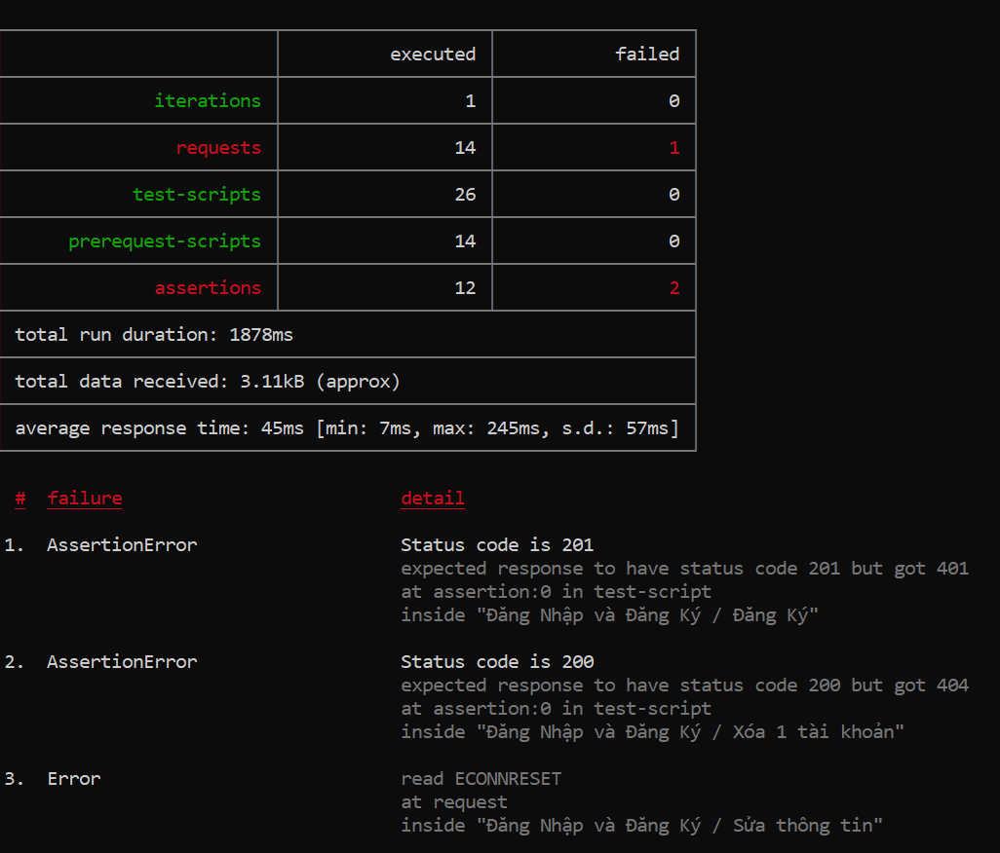 executed failed
iterations 1 0
requests 14 1
test-scripts 26 0
prerequest-scripts 14 0
assertions 12 2
total run duration: 1878ms
total data received: 3.11kB (approx)
average response time: 45ms [min: 7ms, max: 245ms, s.d.: 57ms]
# failure detail
1. AssertionError Status code is 201
expected response to have status code 201 but got 401
at assertion:0 in test-script
inside "Đăng Nhập và Đăng Ký / Đăng Ký"
2. AssertionError Status code is 200
expected response to have status code 200 but got 404
at assertion:0 in test-script
inside "Đăng Nhập và Đăng Ký / Xóa 1 tài khoản"
3. Error read ECONNRESET
at request
inside "Đăng Nhập và Đăng Ký / Sửa thông tin"